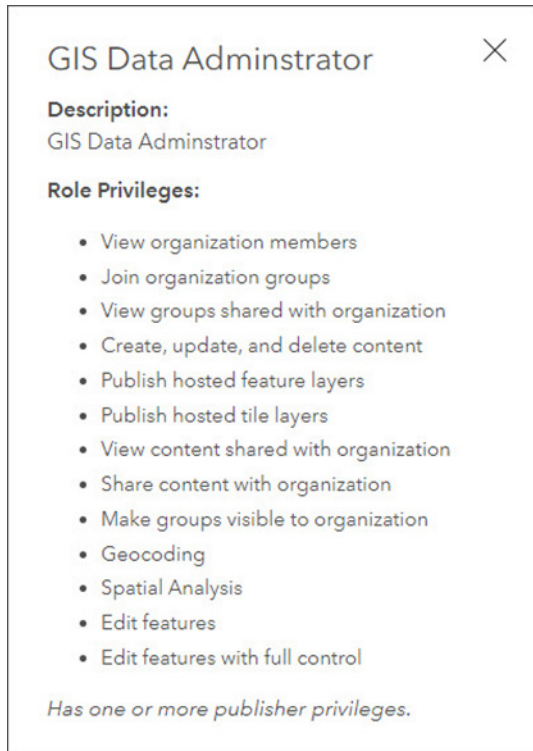 GIS Data Adminstrator
Description:
GIS Data Adminstrator
Role Privileges:
• View organization members
• Join organization groups
• View groups shared with organization
• Create, update, and delete content
• Publish hosted feature layers
• Publish hosted tile layers
• View content shared with organization
• Share content with organization
• Make groups visible to organization
• Geocoding
• Spatial Analysis
• Edit features
• Edit features with full control
Has one or more publisher privileges.